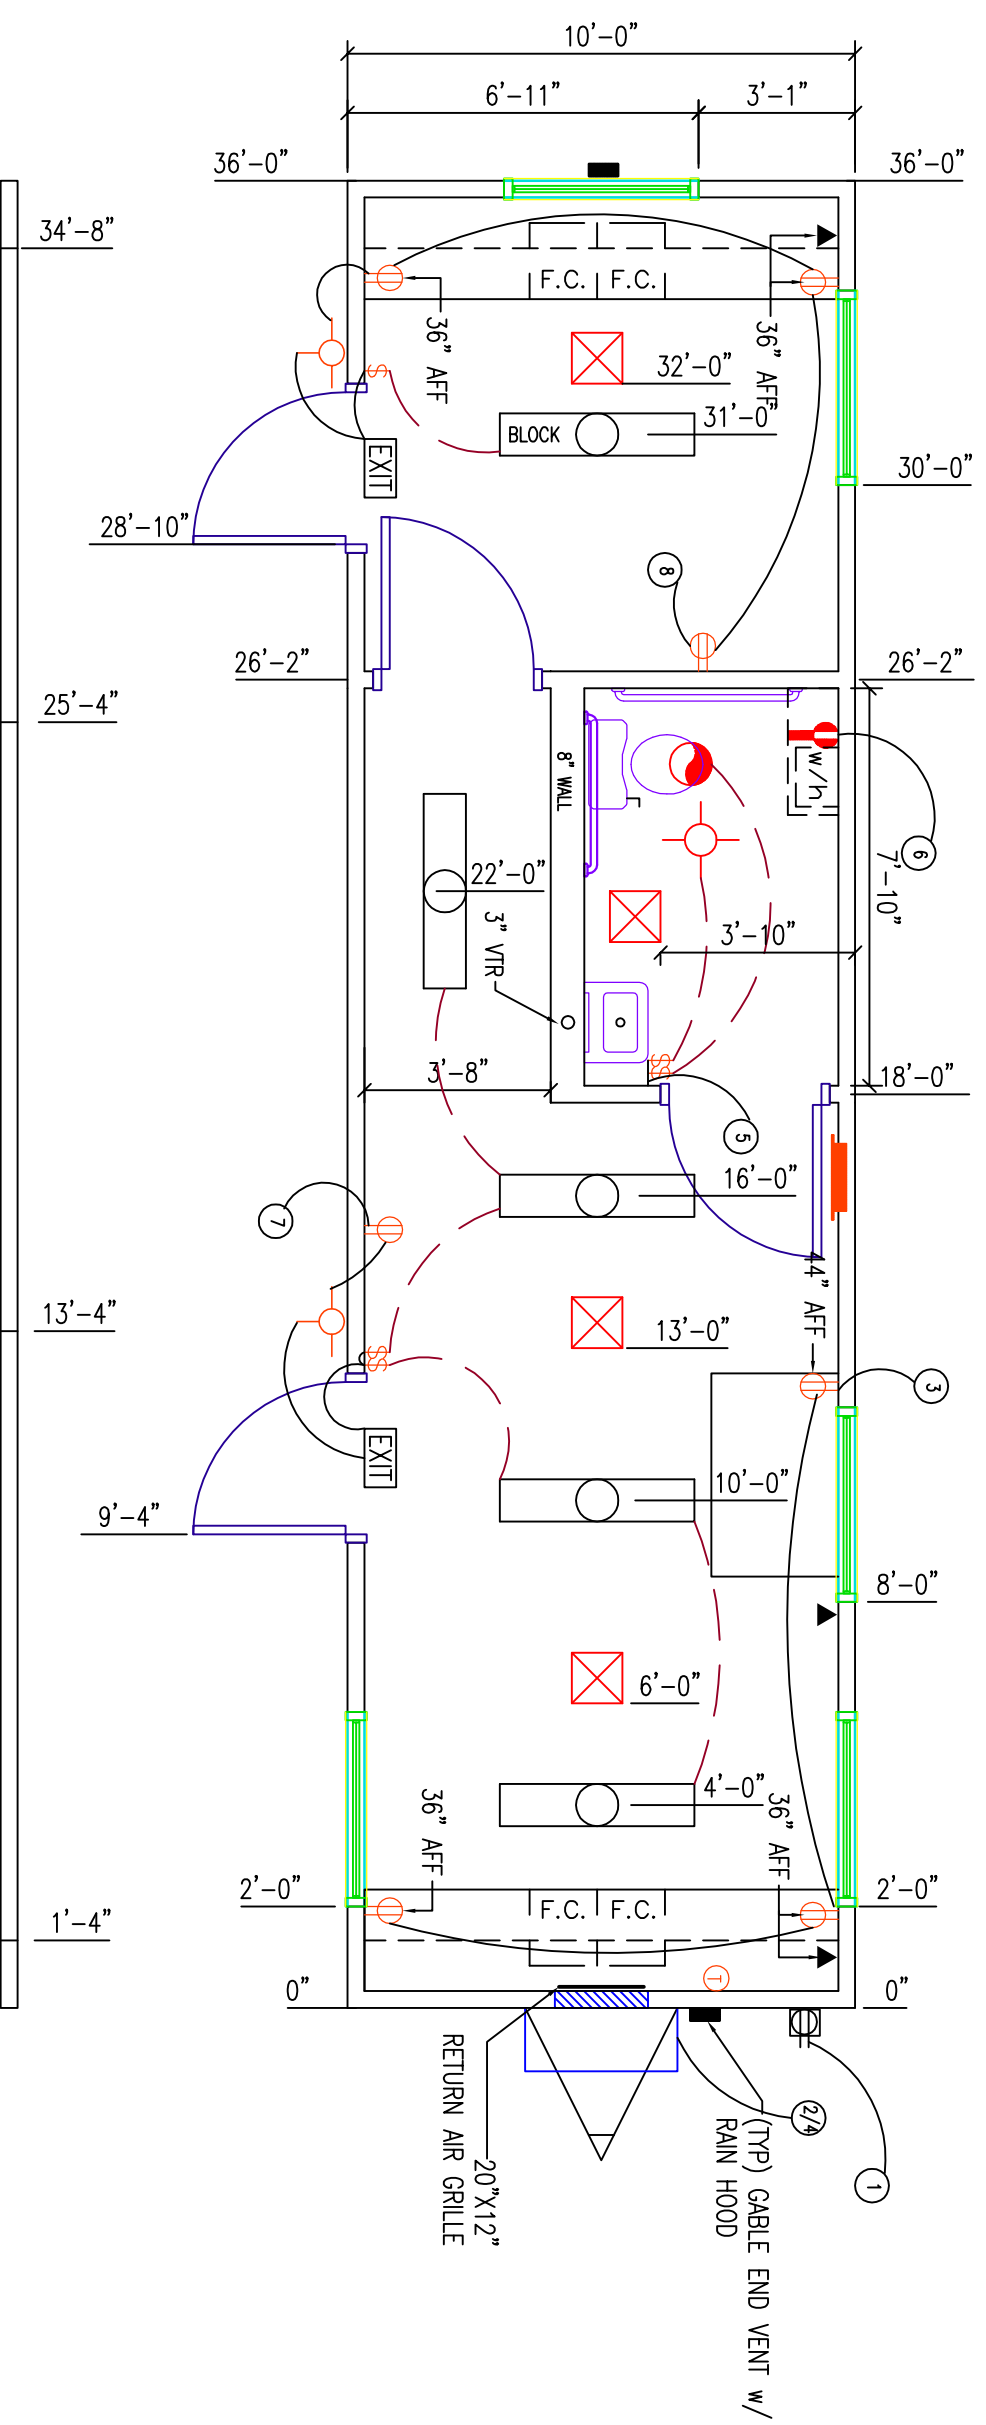 10'-0"
6'-11"
3'-1"
36'-0"
36'-0"
34'-8"
F.C.
F.C.
36" AFF
36" AFF
32'-0"
31'-0"
BLOCK
EXIT
30'-0"
28'-10"
8
26'-2"
26'-2"
25'-4"
w/h
8" WALL
6
7'-10"
22'-0"
3" VTR
3'-10"
3'-8"
18'-0"
5
16'-0"
7
44" AFF
13'-4"
13'-0"
3
EXIT
10'-0"
9'-4"
8'-0"
6'-0"
4'-0"
36" AFF
36" AFF
2'-0"
2'-0"
F.C.
F.C.
1'-4"
T
0"
0"
S
SS
SS
20"X12"
RETURN AIR GRILLE
2/4
1
(TYP) GABLE END VENT w/
RAIN HOOD